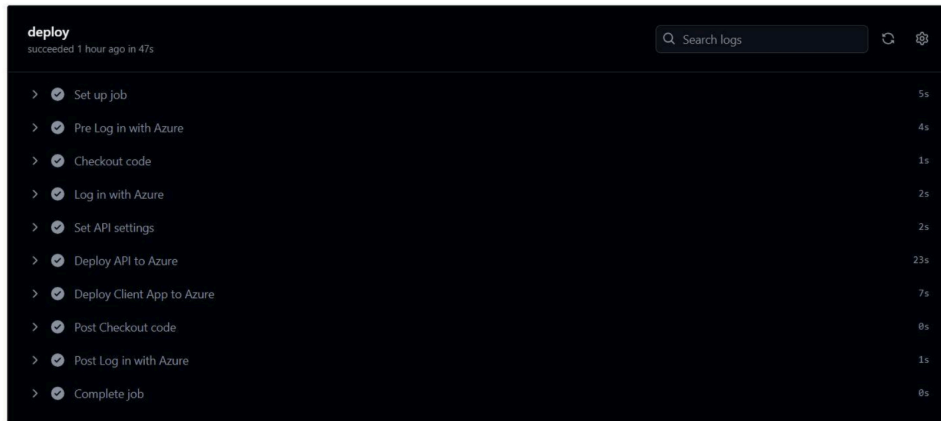 deploy
succeeded 1 hour ago in 47s
Search logs
Set up job 5s
Pre Log in with Azure 4s
Checkout code 1s
Log in with Azure 2s
Set API settings 2s
Deploy API to Azure 23s
Deploy Client App to Azure 7s
Post Checkout code 0s
Post Log in with Azure 1s
Complete job 0s